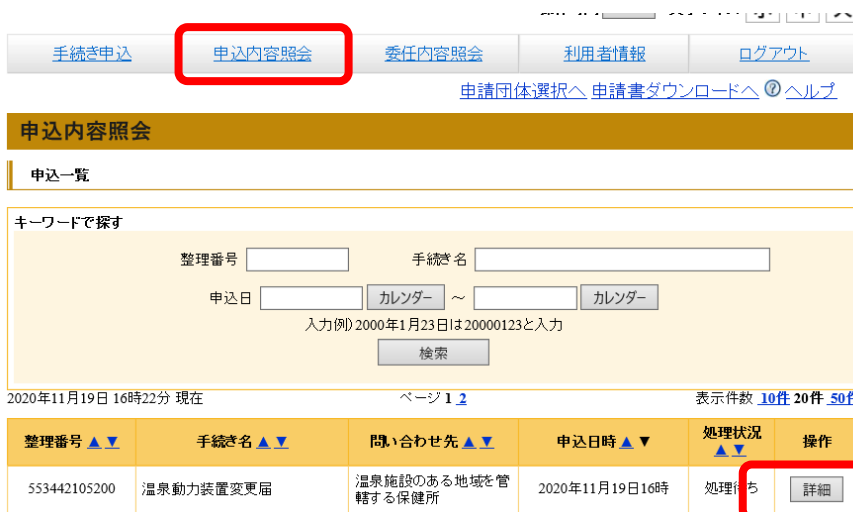 手続き申込 申込内容照会 委任内容照会 利用者情報 ログアウト
申請団体選択へ 申請書ダウンロードへ ヘルプ
申込内容照会
申込一覧
キーワードで探す
整理番号 手続き名
申込日 カレンダー ～ カレンダー
入力例）2000年1月23日は20000123と入力
検索
2020年11月19日 16時22分 現在 ページ 1 2 表示件数 10件 20件 50件
整理番号 ▲ ▼ 手続き名 ▲ ▼ 問い合わせ先 ▲ ▼ 申込日時 ▲ ▼ 処理状況 ▲ ▼ 操作
553442105200 温泉動力装置変更届 温泉施設のある地域を管
轄する保健所 2020年11月19日16時 処理待ち 詳細